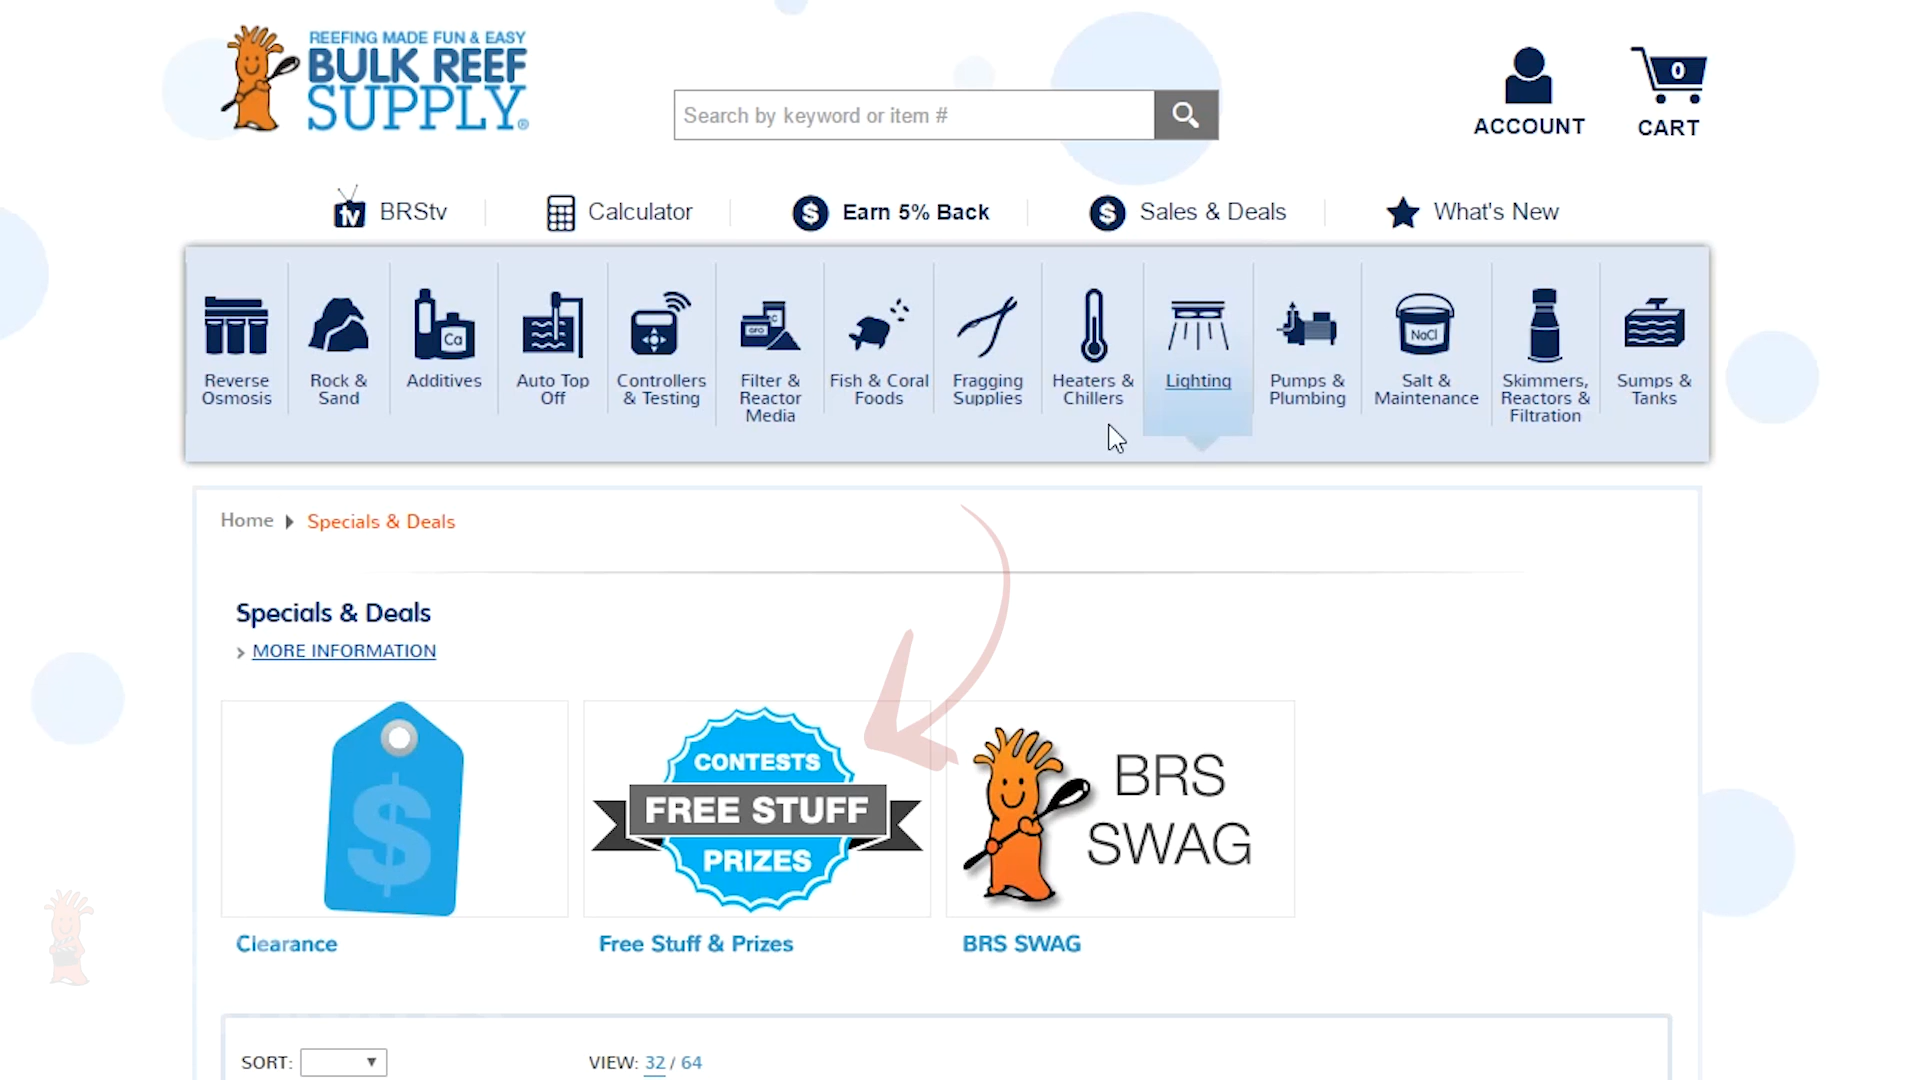 REEFING MADE FUN & EASY
BULK REEF
SUPPLY®
Search by keyword or item #
ACCOUNT
0
CART
tv BRStv
Calculator
$ Earn 5% Back
$ Sales & Deals
What's New
Reverse
Osmosis
Rock &
Sand
Ca
Additives
Auto Top
Off
Controllers
& Testing
GFO C
Filter &
Reactor
Media
Fish & Coral
Foods
Fragging
Supplies
Heaters &
Chillers
Lighting
Pumps &
Plumbing
NaCl
Salt &
Maintenance
Skimmers,
Reactors &
Filtration
Sumps &
Tanks
Home Specials & Deals
Specials & Deals
MORE INFORMATION
$
Clearance
CONTESTS
FREE STUFF
PRIZES
Free Stuff & Prizes
BRS
SWAG
BRS SWAG
SORT:
VIEW: 32 / 64